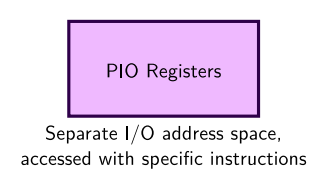 PIO Registers
Separate I/O address space,
accessed with specific instructions